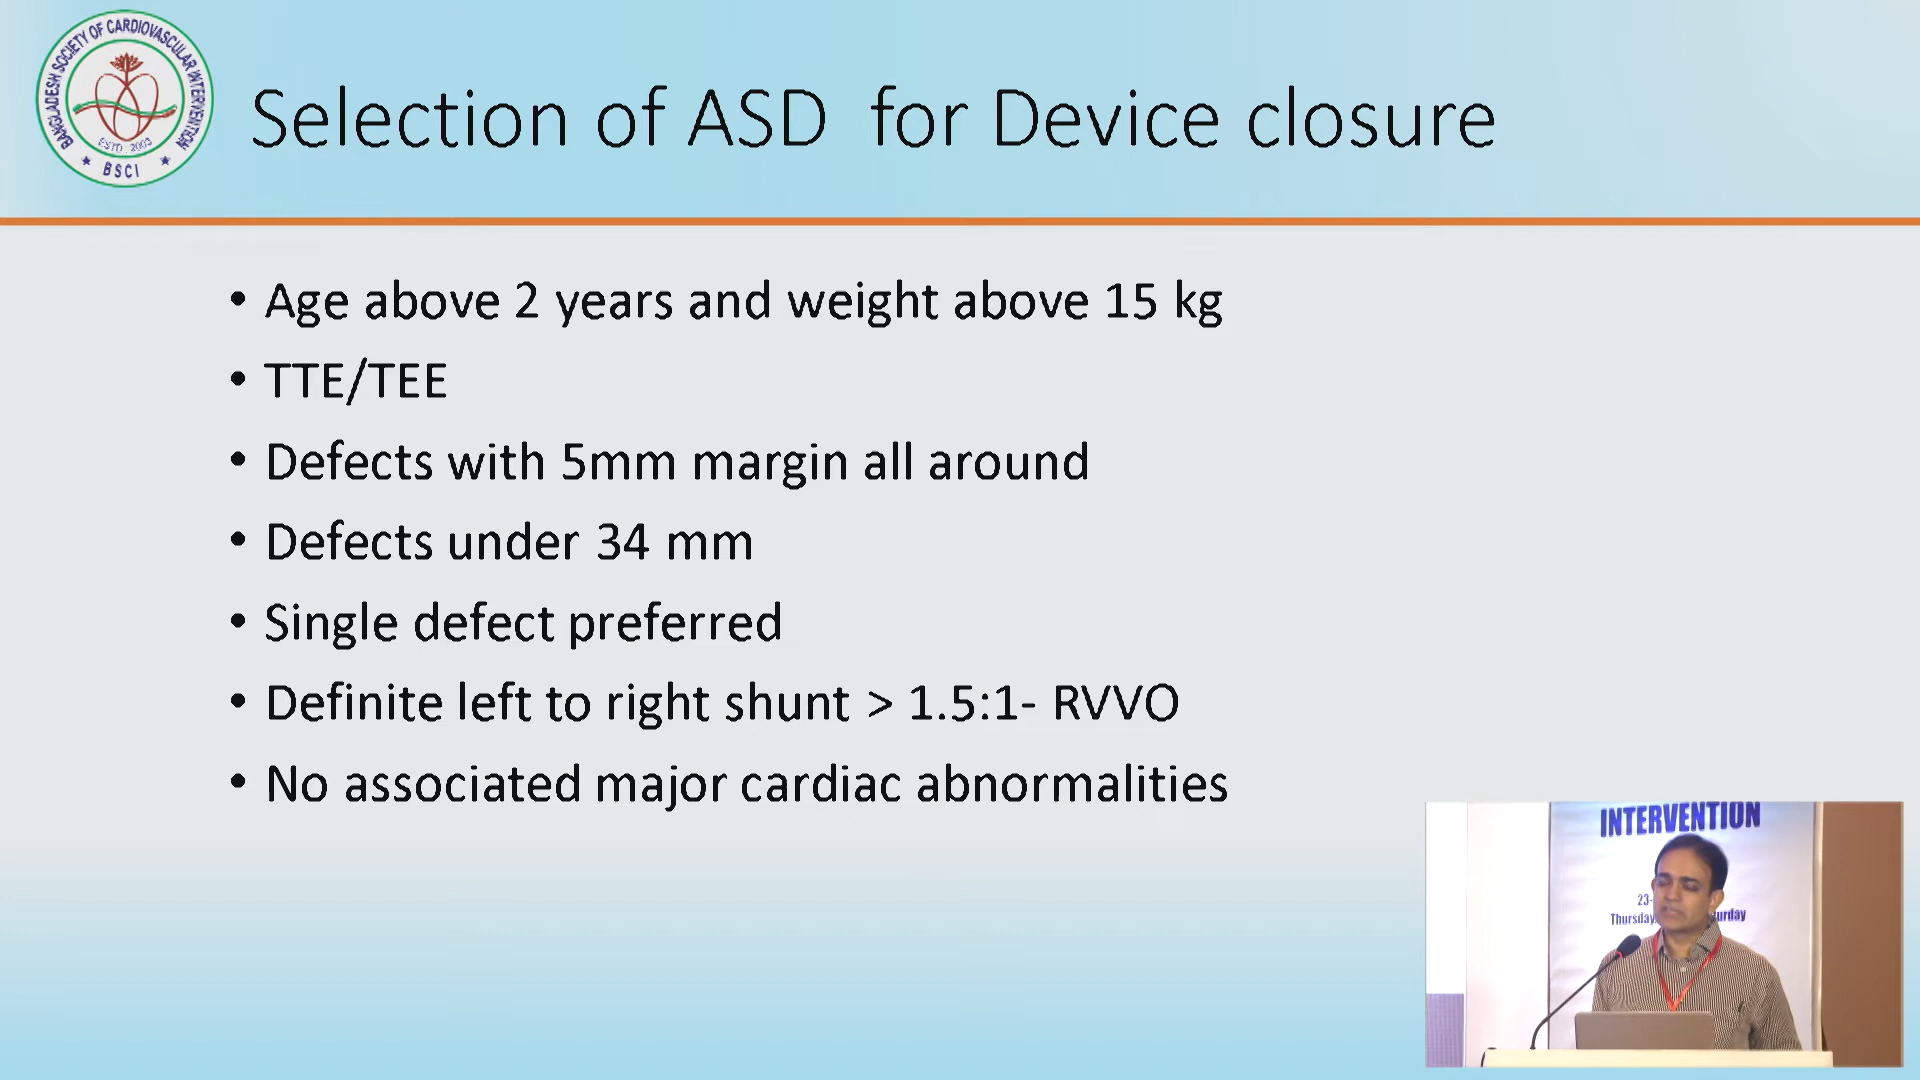 BANGLADESH SOCIETY OF CARDIOVASCULAR INTERVENTION
ESTD. 2003
BSCI
Selection of ASD for Device closure
• Age above 2 years and weight above 15 kg
• TTE/TEE
• Defects with 5mm margin all around
• Defects under 34 mm
• Single defect preferred
• Definite left to right shunt > 1.5:1- RVVO
• No associated major cardiac abnormalities
INTERVENTION
23-
Thursday